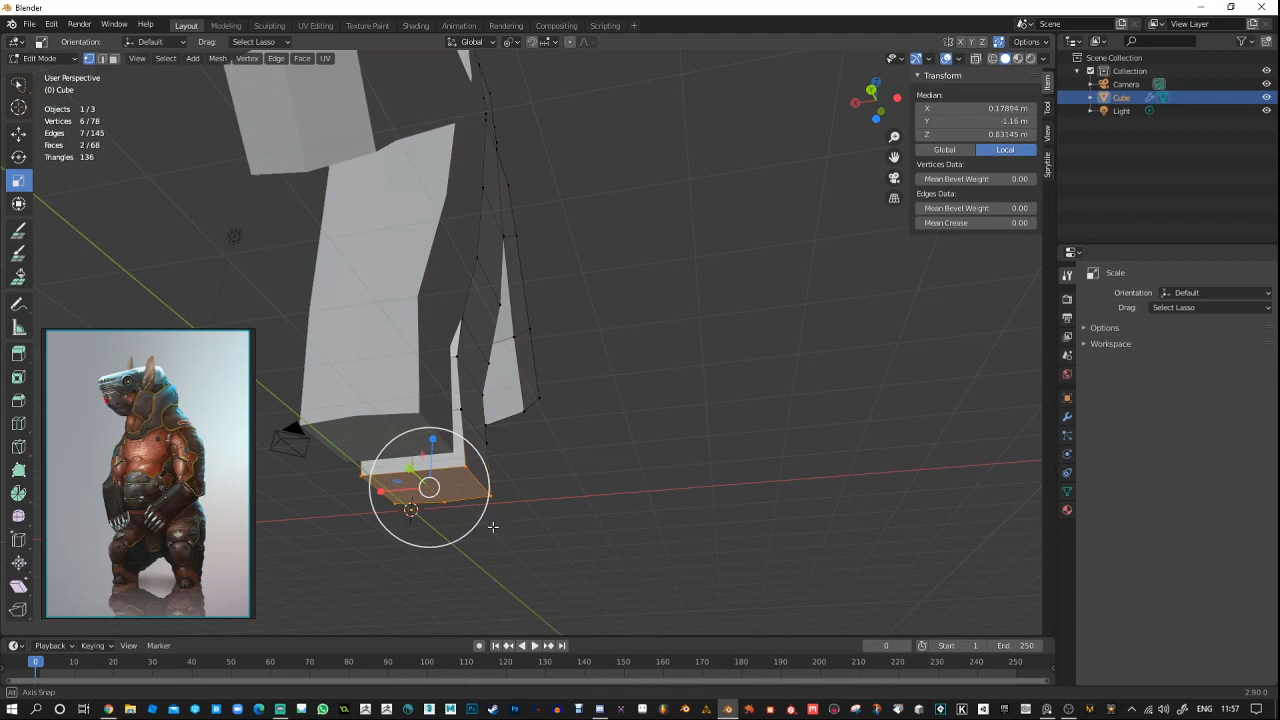 Blender
File Edit Render Window Help Layout Modeling Sculpting UV Editing Texture Paint Shading Animation Rendering Compositing Scripting + Scene View Layer
Orientation: Default Drag: Select Lasso Global X Y Z Options
Edit Mode View Select Add Mesh Vertex Edge Face UV
User Perspective
(0) Cube
Objects 1/3
Vertices 6/78
Edges 7/145
Faces 2/68
Triangles 136
Transform
Median:
X 0.17894 m
Y -1.16 m
Z 0.83145 m
Global Local
Vertices Data:
Mean Bevel Weight 0.00
Edges Data:
Mean Bevel Weight 0.00
Mean Crease 0.00
Item
Tool
View
Sprytile
Scene Collection
Collection
Camera
Cube
Light
Scale
Orientation Default
Drag: Select Lasso
Options
Workspace
Playback Keying View Marker 0 Start 1 End 250
0 10 20 30 40 50 60 70 80 90 100 110 120 130 140 150 160 170 180 190 200 210 220 230 240 250
Alt Axis Snap 2.90.0
11:57